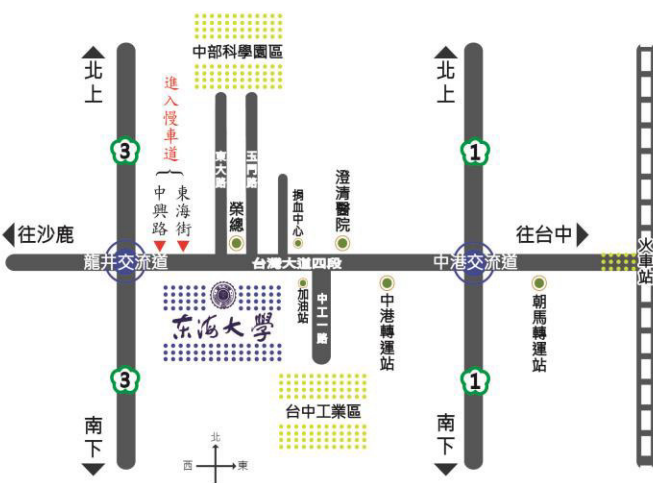 中部科學園區
北上
北上
進入慢車道
3
1
東大路
玉門路
澄清醫院
捐血中心
中興路
東海街
榮總
往沙鹿
往台中
火車站
龍井交流道
台灣大道四段
中港交流道
東海大學
加油站
中工一路
中港轉運站
朝馬轉運站
3
1
台中工業區
南下
南下
北
西
東